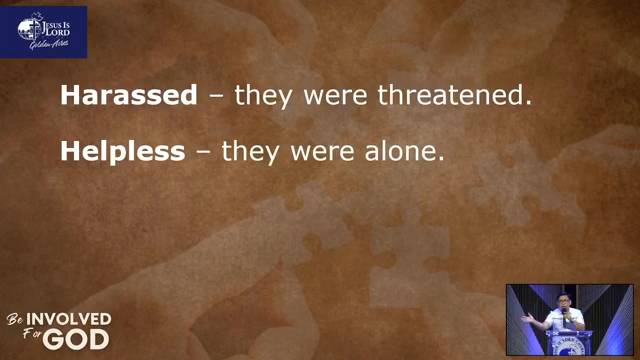 JESUS IS
LORD
Golden Acres
Harassed – they were threatened.
Helpless – they were alone.
Be INVOLVED
For GOD